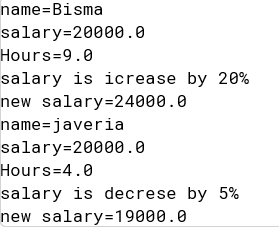 name=Bisma
salary=20000.0
Hours=9.0
salary is icrease by 20%
new salary=24000.0
name=javeria
salary=20000.0
Hours=4.0
salary is decrese by 5%
new salary=19000.0